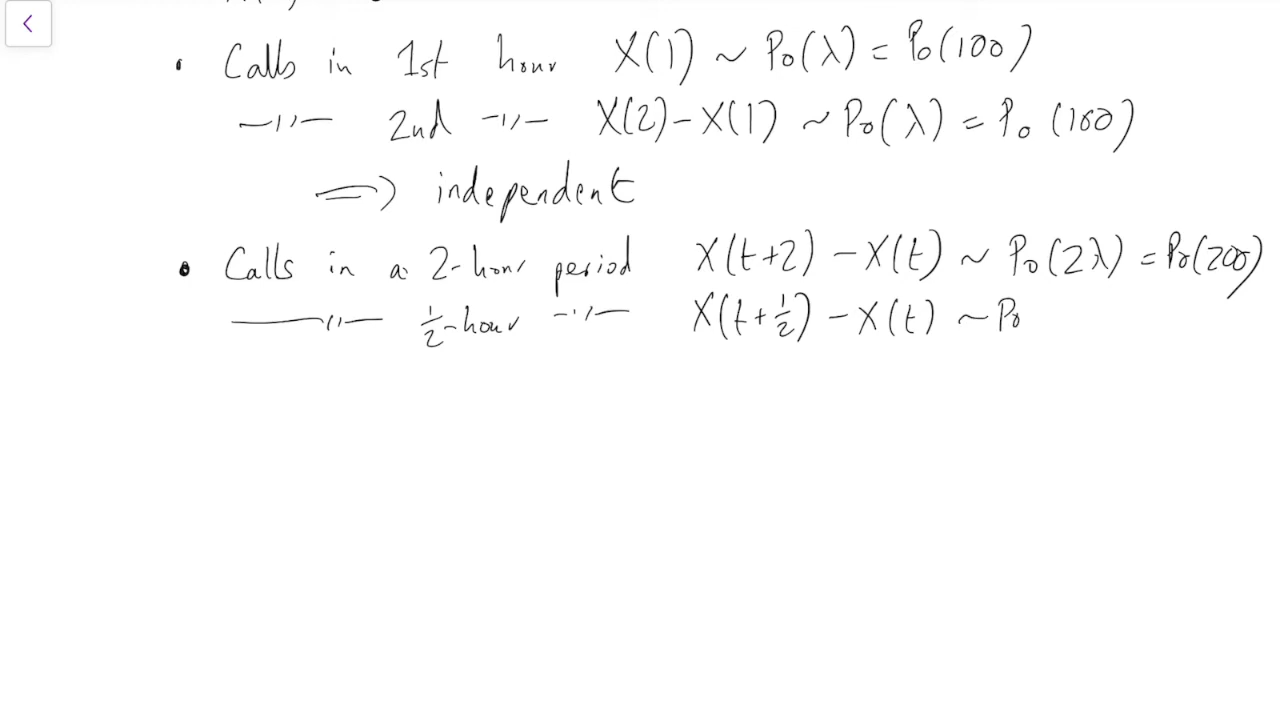 • Calls in 1st hour X(1) ~ Po(λ) = Po(100)
—〃— 2nd —〃— X(2)-X(1) ~ Po(λ) = Po(100)
=> independent
• Calls in a 2-hour period X(t+2) - X(t) ~ Po(2λ) = Po(200)
—〃— ½-hour —〃— X(t+½) - X(t) ~ Po